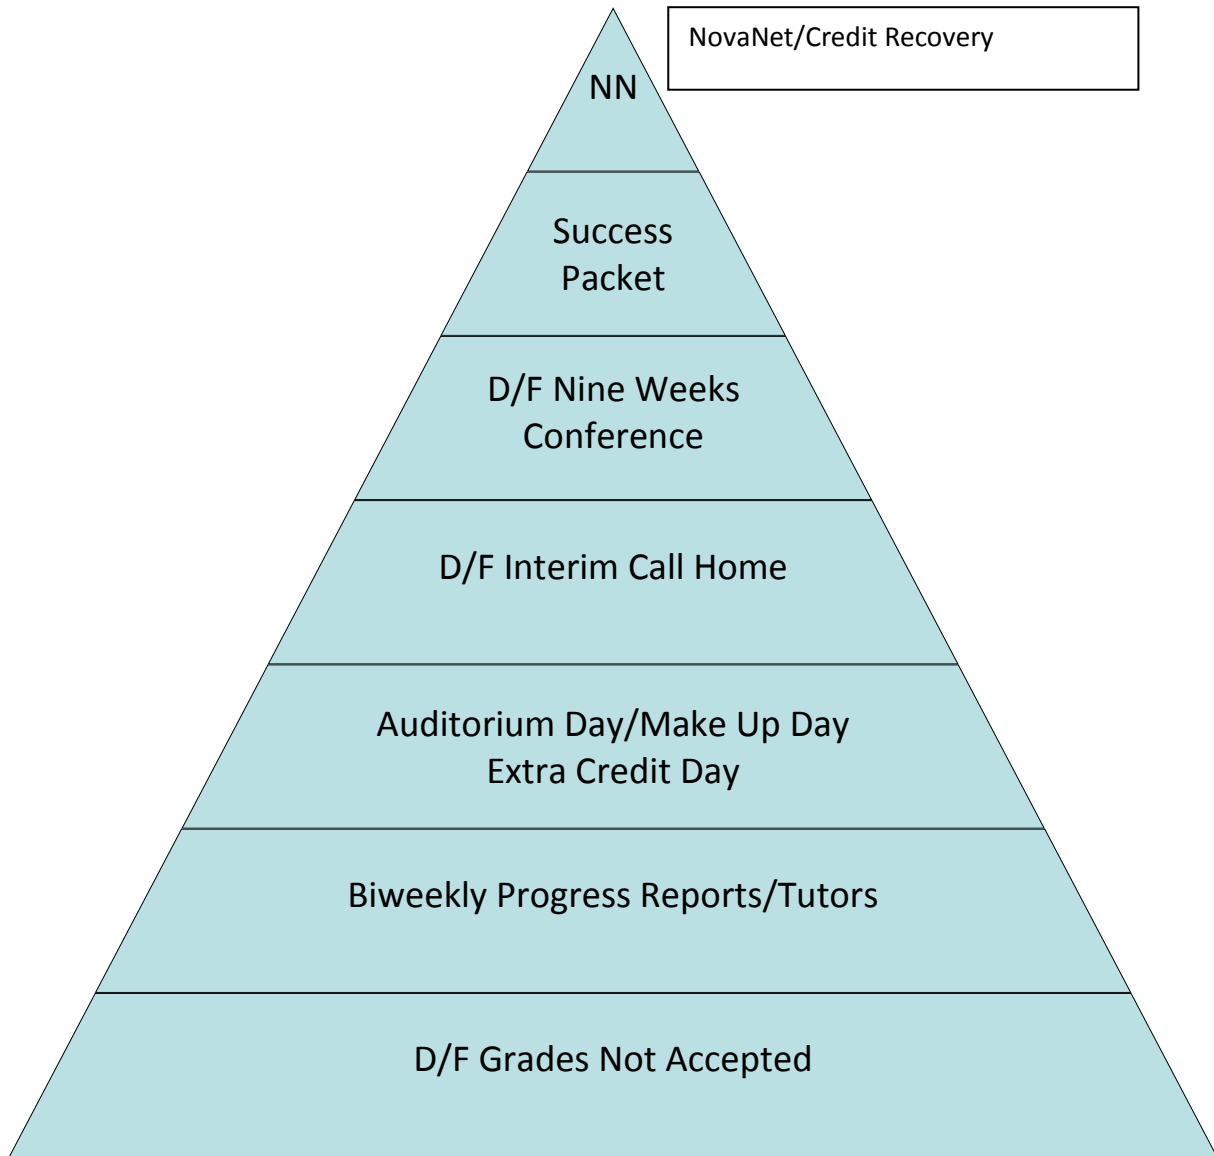 NovaNet/Credit Recovery
NN
Success
Packet
D/F Nine Weeks
Conference
D/F Interim Call Home
Auditorium Day/Make Up Day
Extra Credit Day
Biweekly Progress Reports/Tutors
D/F Grades Not Accepted